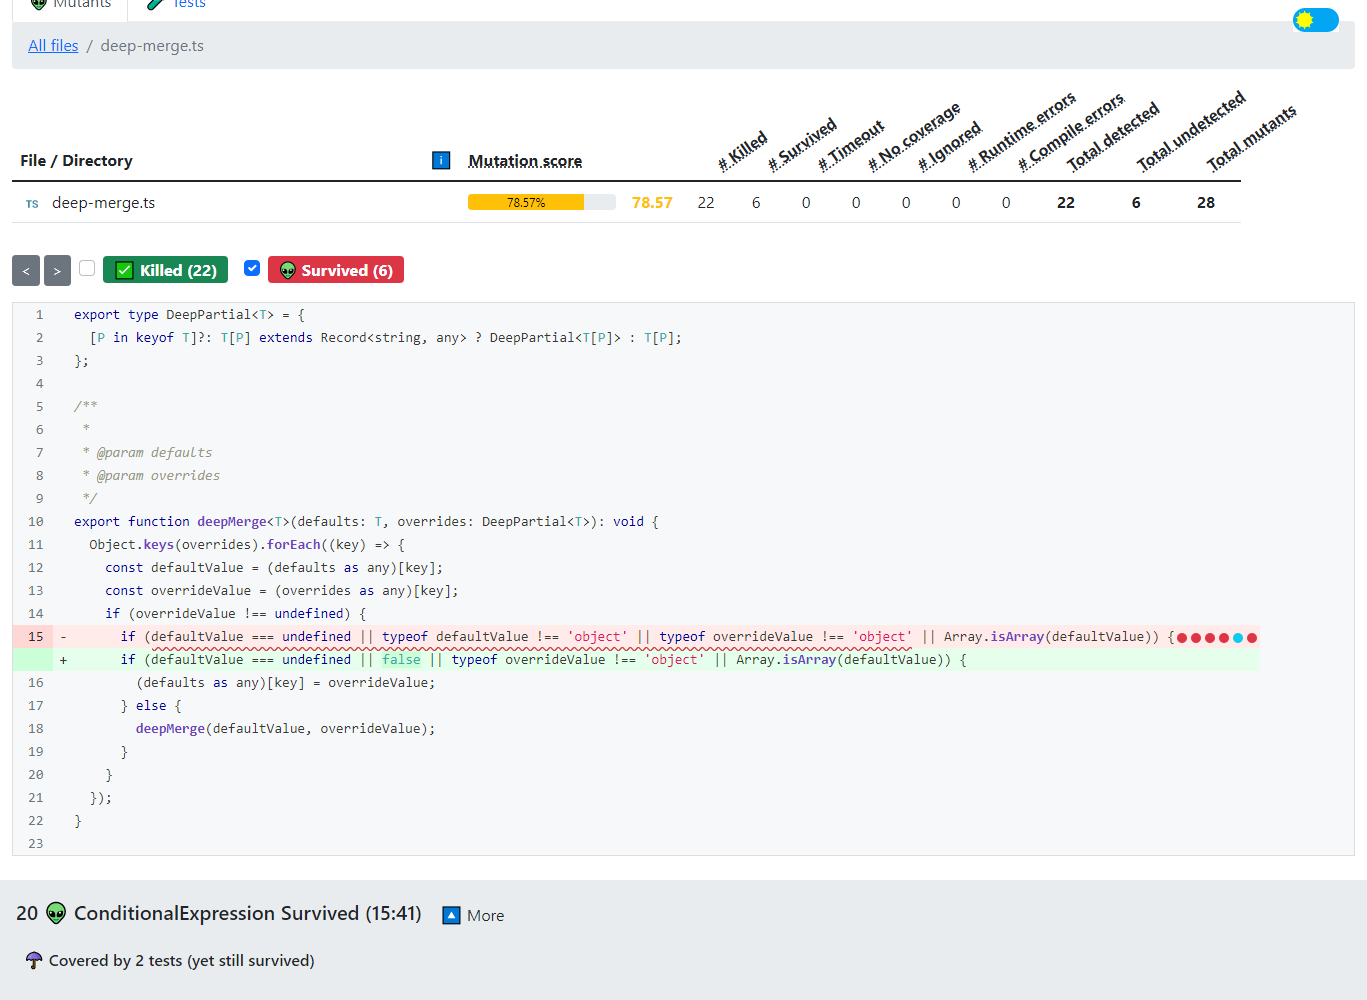 Mutants Tests
All files / deep-merge.ts
File / Directory
Mutation score
# Killed
# Survived
# Timeout
# No coverage
# Ignored
# Runtime errors
# Compile errors
Total detected
Total undetected
Total mutants
TS deep-merge.ts 78.57% 78.57 22 6 0 0 0 0 0 22 6 28
< > Killed (22) Survived (6)
1 export type DeepPartial<T> = {
2 [P in keyof T]?: T[P] extends Record<string, any> ? DeepPartial<T[P]> : T[P];
3 };
4
5 /**
6 *
7 * @param defaults
8 * @param overrides
9 */
10 export function deepMerge<T>(defaults: T, overrides: DeepPartial<T>): void {
11 Object.keys(overrides).forEach((key) => {
12 const defaultValue = (defaults as any)[key];
13 const overrideValue = (overrides as any)[key];
14 if (overrideValue !== undefined) {
15 - if (defaultValue === undefined || typeof defaultValue !== 'object' || typeof overrideValue !== 'object' || Array.isArray(defaultValue)) {
+ if (defaultValue === undefined || false || typeof overrideValue !== 'object' || Array.isArray(defaultValue)) {
16 (defaults as any)[key] = overrideValue;
17 } else {
18 deepMerge(defaultValue, overrideValue);
19 }
20 }
21 });
22 }
23
20 ConditionalExpression Survived (15:41) More
Covered by 2 tests (yet still survived)